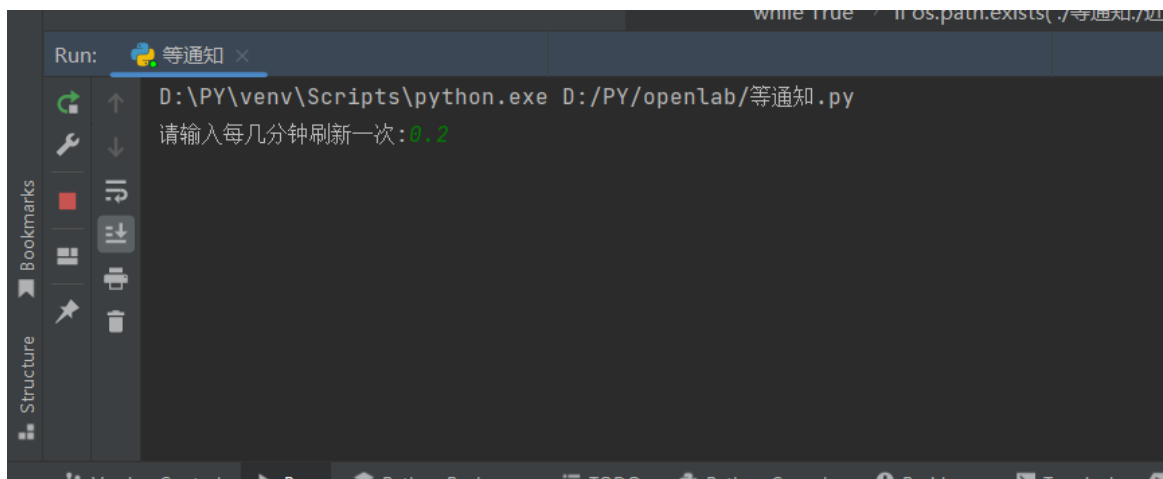 while True › if os.path.exists('./等通知./近
Run: 等通知 ×
D:\PY\venv\Scripts\python.exe D:/PY/openlab/等通知.py
请输入每几分钟刷新一次:0.2
Bookmarks
Structure